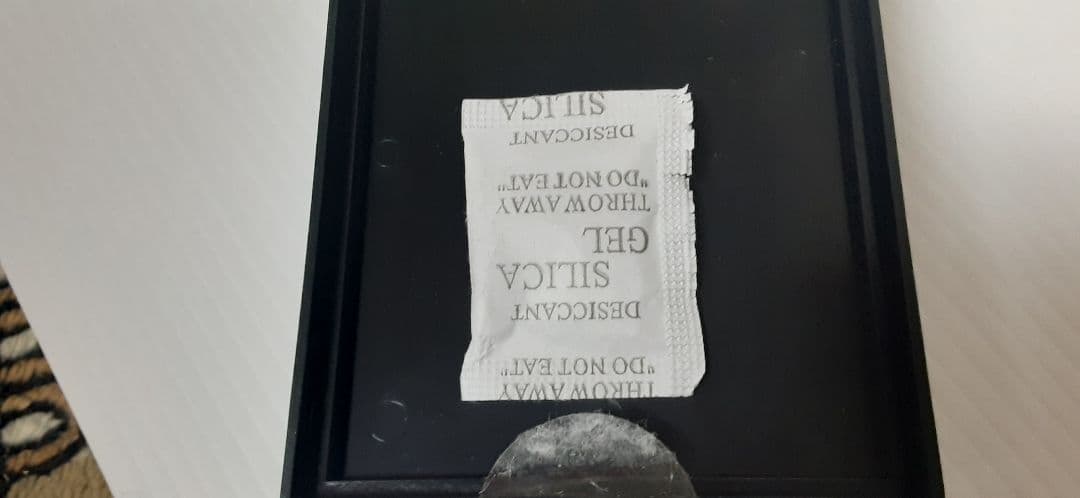 THROW AWAY
"DO NOT EAT"
DESICCANT
SILICA
GEL
THROW AWAY
"DO NOT EAT"
DESICCANT
SILICA